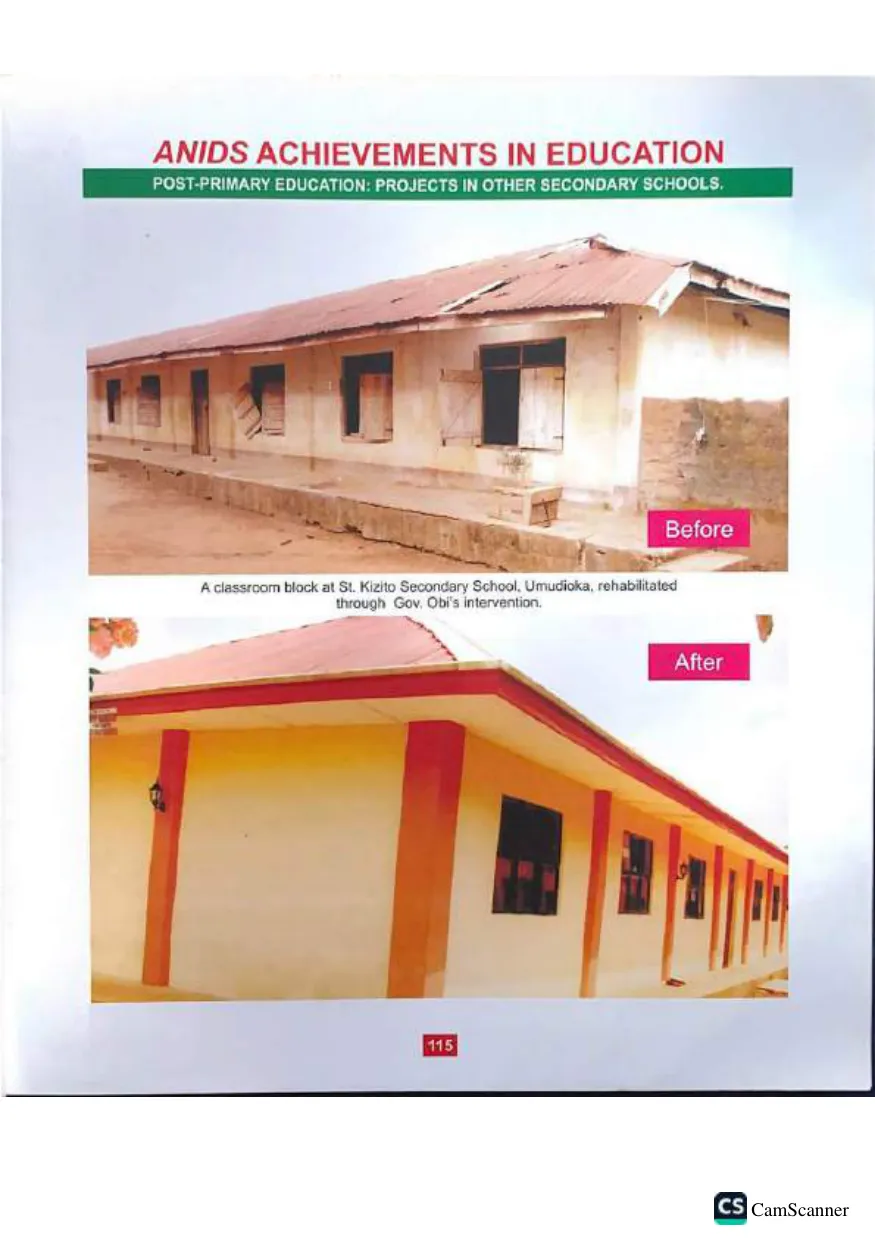 ANIDS ACHIEVEMENTS IN EDUCATION
POST-PRIMARY EDUCATION: PROJECTS IN OTHER SECONDARY SCHOOLS.
Before
A classroom block at St. Kizito Secondary School, Umudioka, rehabilitated
through Gov. Obi's intervention.
After
115
CS CamScanner